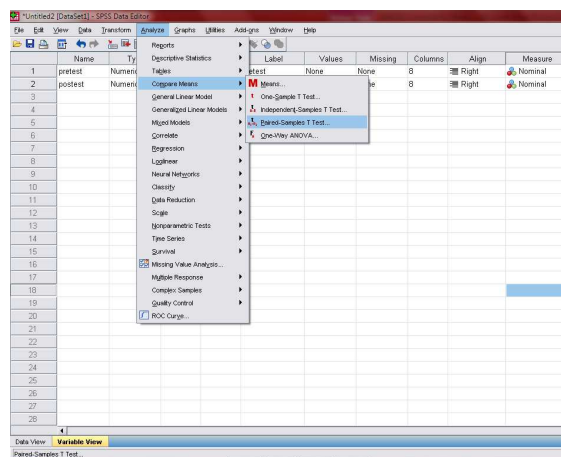 *Untitled2 [DataSet1] - SPSS Data Editor
File Edit View Data Transform Analyze Graphs Utilities Add-ons Window Help
Name Ty Label Values Missing Columns Align Measure
1 pretest Numeric etest None None 8 Right Nominal
2 postest Numeric ne 8 Right Nominal
3
4
5
6
7
8
9
10
11
12
13
14
15
16
17
18
19
20
21
22
23
24
25
26
27
28
Reports
Descriptive Statistics
Tables
Compare Means
General Linear Model
Generalized Linear Models
Mixed Models
Correlate
Regression
Loglinear
Neural Networks
Classify
Data Reduction
Scale
Nonparametric Tests
Time Series
Survival
Missing Value Analysis...
Multiple Response
Complex Samples
Quality Control
ROC Curve...
M Means...
One-Sample T Test...
Independent-Samples T Test...
Paired-Samples T Test...
One-Way ANOVA...
Data View Variable View
Paired-Samples T Test...